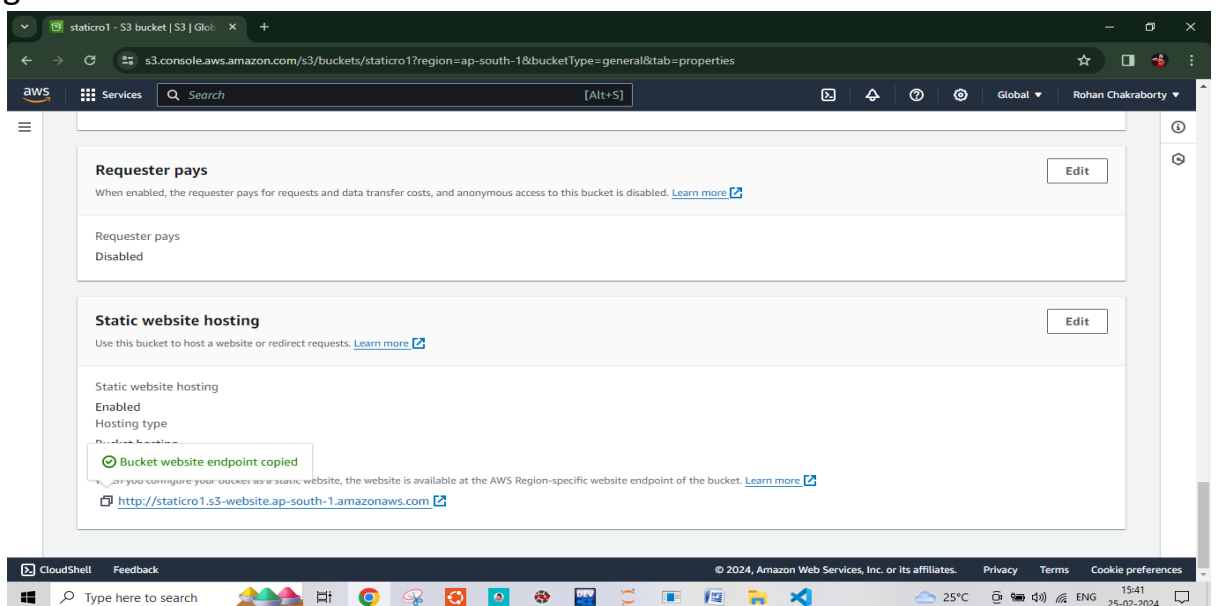 staticro1 - S3 bucket | S3 | Glob
s3.console.aws.amazon.com/s3/buckets/staticro1?region=ap-south-1&bucketType=general&tab=properties
aws Services Search [Alt+S] Global Rohan Chakraborty
Requester pays
Edit
When enabled, the requester pays for requests and data transfer costs, and anonymous access to this bucket is disabled. Learn more
Requester pays
Disabled
Static website hosting
Edit
Use this bucket to host a website or redirect requests. Learn more
Static website hosting
Enabled
Hosting type
Bucket website endpoint copied
your bucket as a static website, the website is available at the AWS Region-specific website endpoint of the bucket. Learn more
http://staticro1.s3-website.ap-south-1.amazonaws.com
CloudShell Feedback © 2024, Amazon Web Services, Inc. or its affiliates. Privacy Terms Cookie preferences
Type here to search DEV 25°C ENG 15:41
25-02-2024